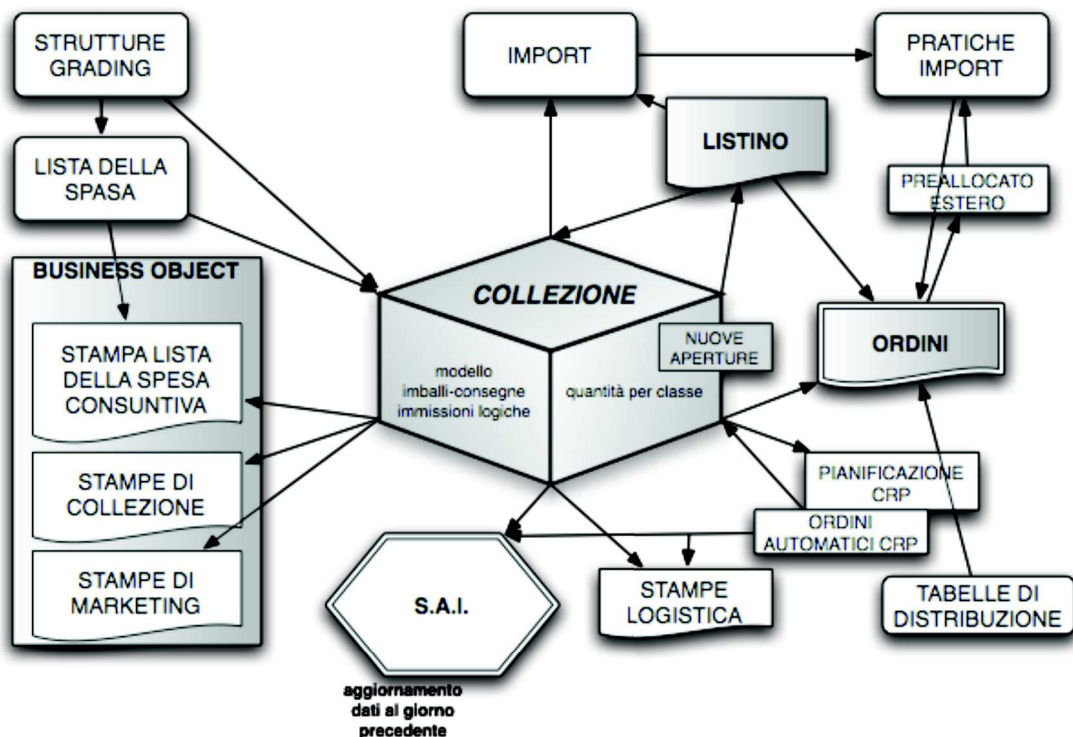 STRUTTURE
GRADING
IMPORT
PRATICHE
IMPORT
LISTINO
LISTA DELLA
SPASA
PREALLOCATO
ESTERO
BUSINESS OBJECT
COLLEZIONE
STAMPA LISTA
DELLA SPESA
CONSUNTIVA
modello
imballi-consegne
immissioni logiche
quantità per classe
NUOVE
APERTURE
ORDINI
STAMPE DI
COLLEZIONE
PIANIFICAZIONE
CRP
ORDINI
AUTOMATICI CRP
STAMPE DI
MARKETING
S.A.I.
STAMPE
LOGISTICA
TABELLE DI
DISTRIBUZIONE
aggiornamento
dati al giorno
precedente